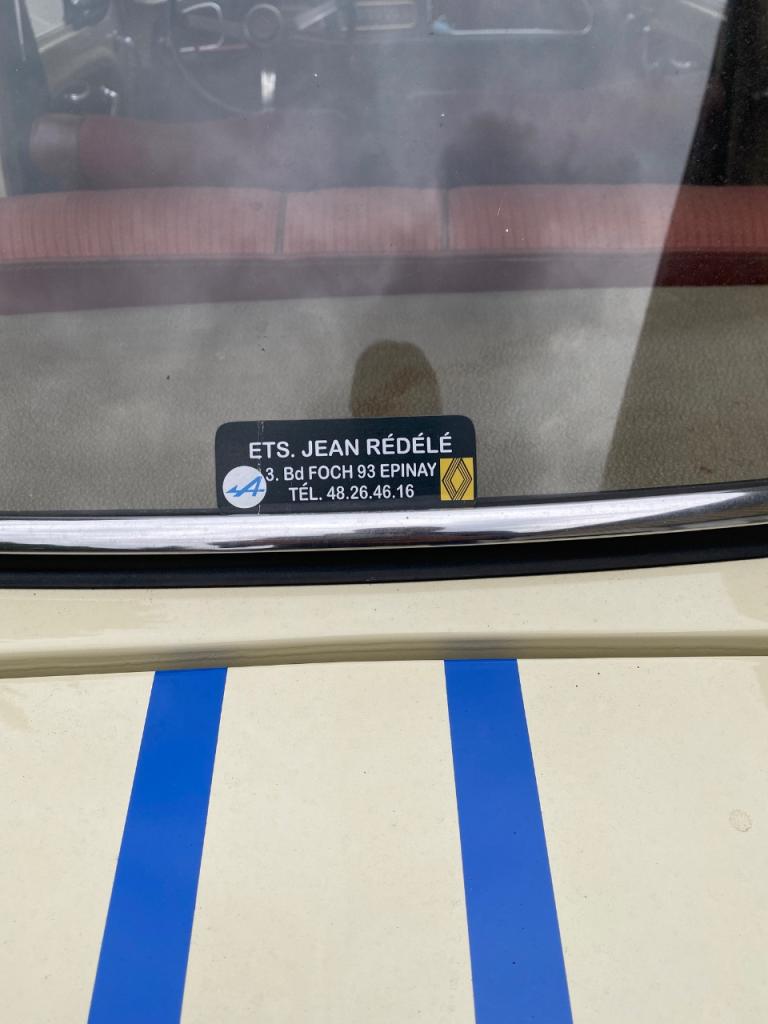 ETS. JEAN RÉDÉLÉ
3. Bd FOCH 93 EPINAY
TÉL. 48.26.46.16